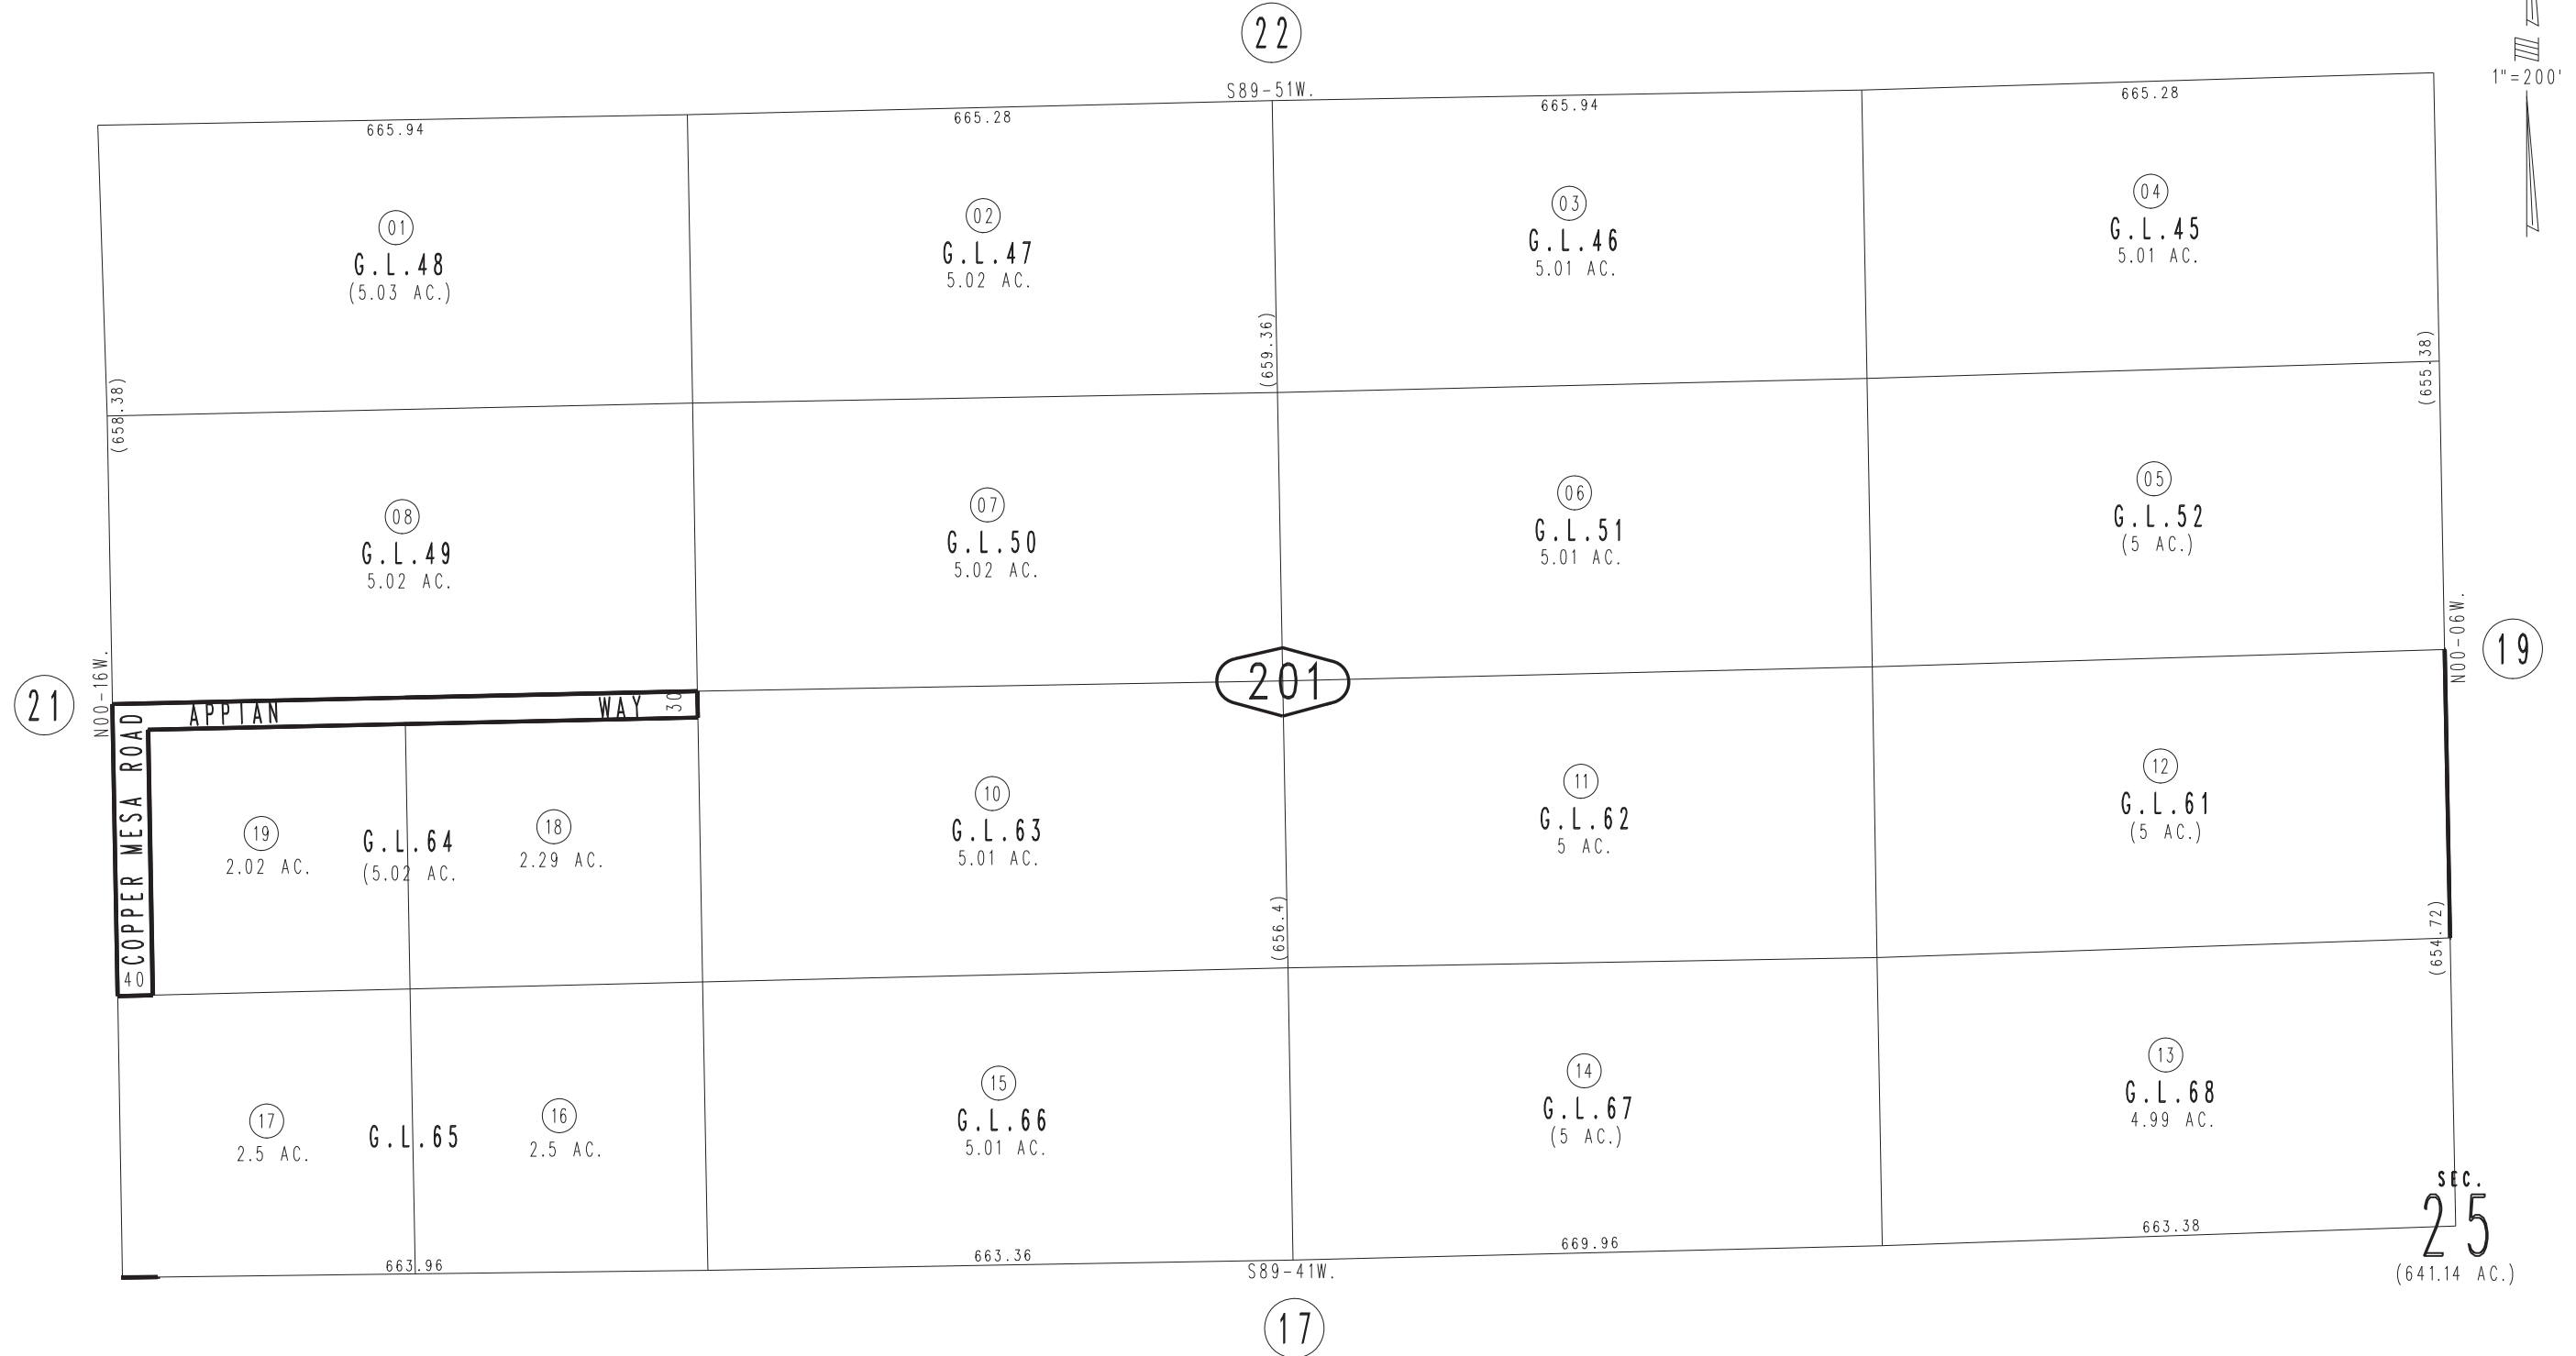 22
1"=200'
S89-51W.
665.94
665.28
665.94
665.28
01
G.L.48
(5.03 AC.)
02
G.L.47
5.02 AC.
03
G.L.46
5.01 AC.
04
G.L.45
5.01 AC.
(658.38)
(659.36)
(655.38)
08
G.L.49
5.02 AC.
07
G.L.50
5.02 AC.
06
G.L.51
5.01 AC.
05
G.L.52
(5 AC.)
21
N00-16W.
201
N00-06W.
19
APPIAN WAY
30
COPPER MESA ROAD
40
19
2.02 AC.
G.L.64
(5.02 AC.
18
2.29 AC.
10
G.L.63
5.01 AC.
11
G.L.62
5 AC.
12
G.L.61
(5 AC.)
(656.4)
(654.72)
17
2.5 AC.
G.L.65
16
2.5 AC.
15
G.L.66
5.01 AC.
14
G.L.67
(5 AC.)
13
G.L.68
4.99 AC.
663.96
663.36
669.96
663.38
S89-41W.
SEC.
25
(641.14 AC.)
17